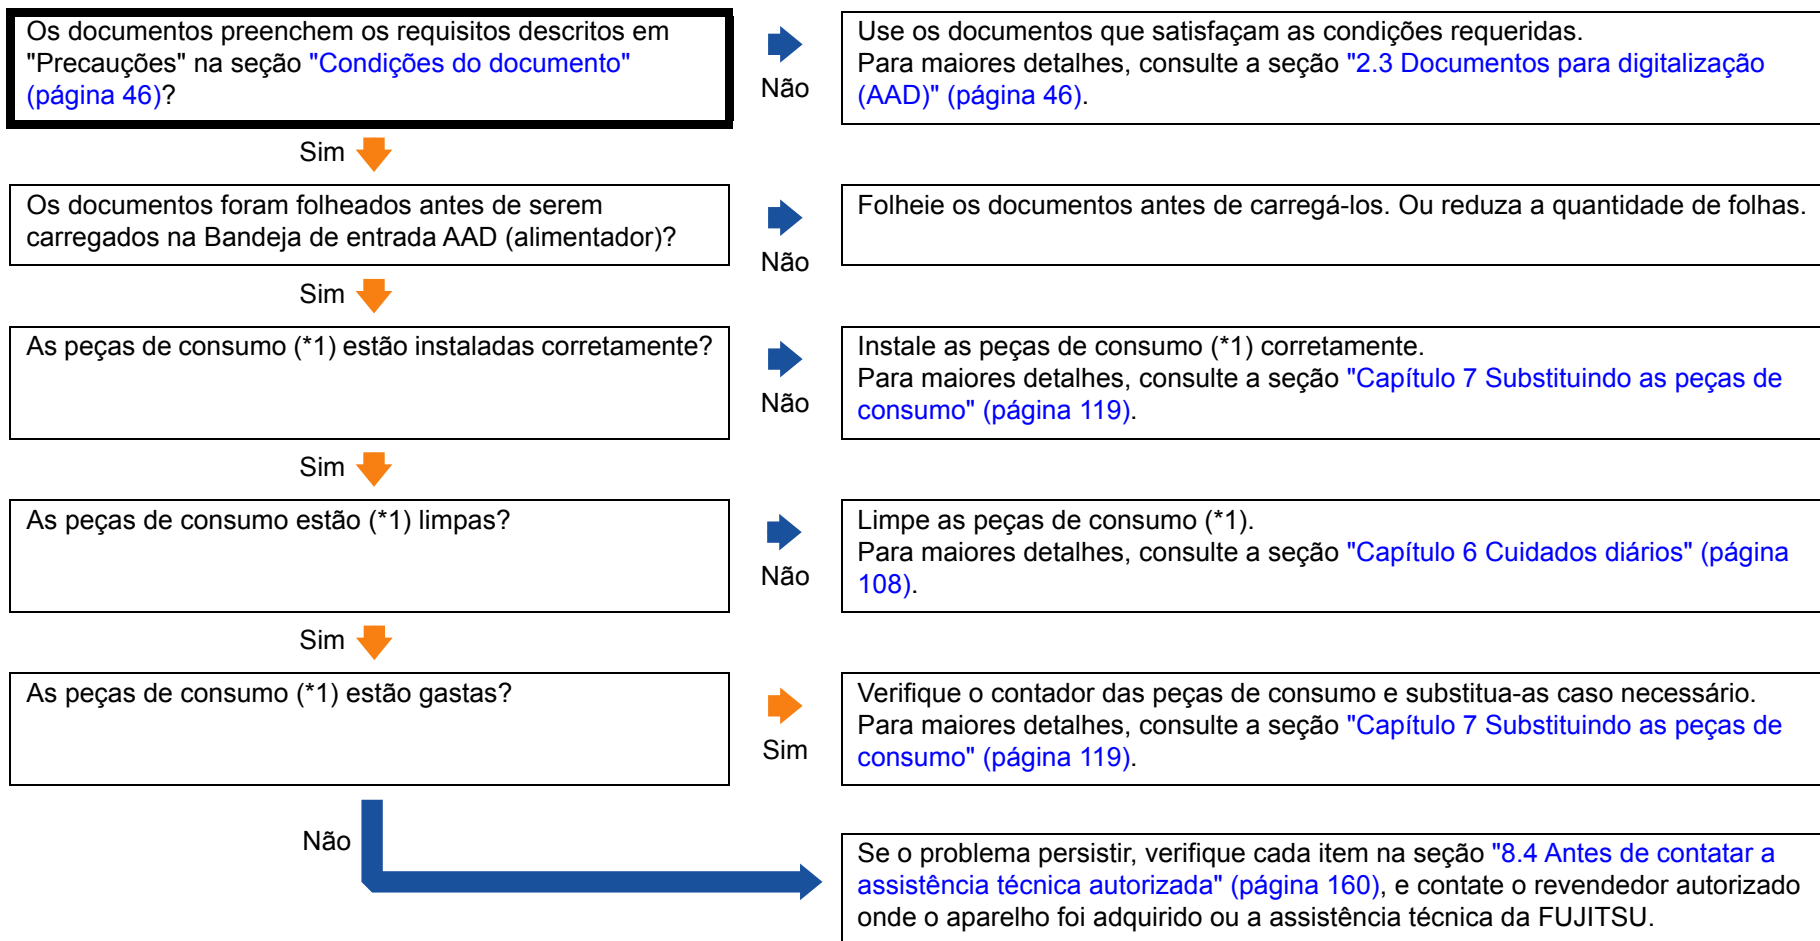 Os documentos preenchem os requisitos descritos em
"Precauções" na seção "Condições do documento"
(página 46)?
Não
Use os documentos que satisfaçam as condições requeridas.
Para maiores detalhes, consulte a seção "2.3 Documentos para digitalização
(AAD)" (página 46).
Sim
Os documentos foram folheados antes de serem
carregados na Bandeja de entrada AAD (alimentador)?
Não
Folheie os documentos antes de carregá-los. Ou reduza a quantidade de folhas.
Sim
As peças de consumo (*1) estão instaladas corretamente?
Não
Instale as peças de consumo (*1) corretamente.
Para maiores detalhes, consulte a seção "Capítulo 7 Substituindo as peças de
consumo" (página 119).
Sim
As peças de consumo estão (*1) limpas?
Não
Limpe as peças de consumo (*1).
Para maiores detalhes, consulte a seção "Capítulo 6 Cuidados diários" (página
108).
Sim
As peças de consumo (*1) estão gastas?
Sim
Verifique o contador das peças de consumo e substitua-as caso necessário.
Para maiores detalhes, consulte a seção "Capítulo 7 Substituindo as peças de
consumo" (página 119).
Não
Se o problema persistir, verifique cada item na seção "8.4 Antes de contatar a
assistência técnica autorizada" (página 160), e contate o revendedor autorizado
onde o aparelho foi adquirido ou a assistência técnica da FUJITSU.